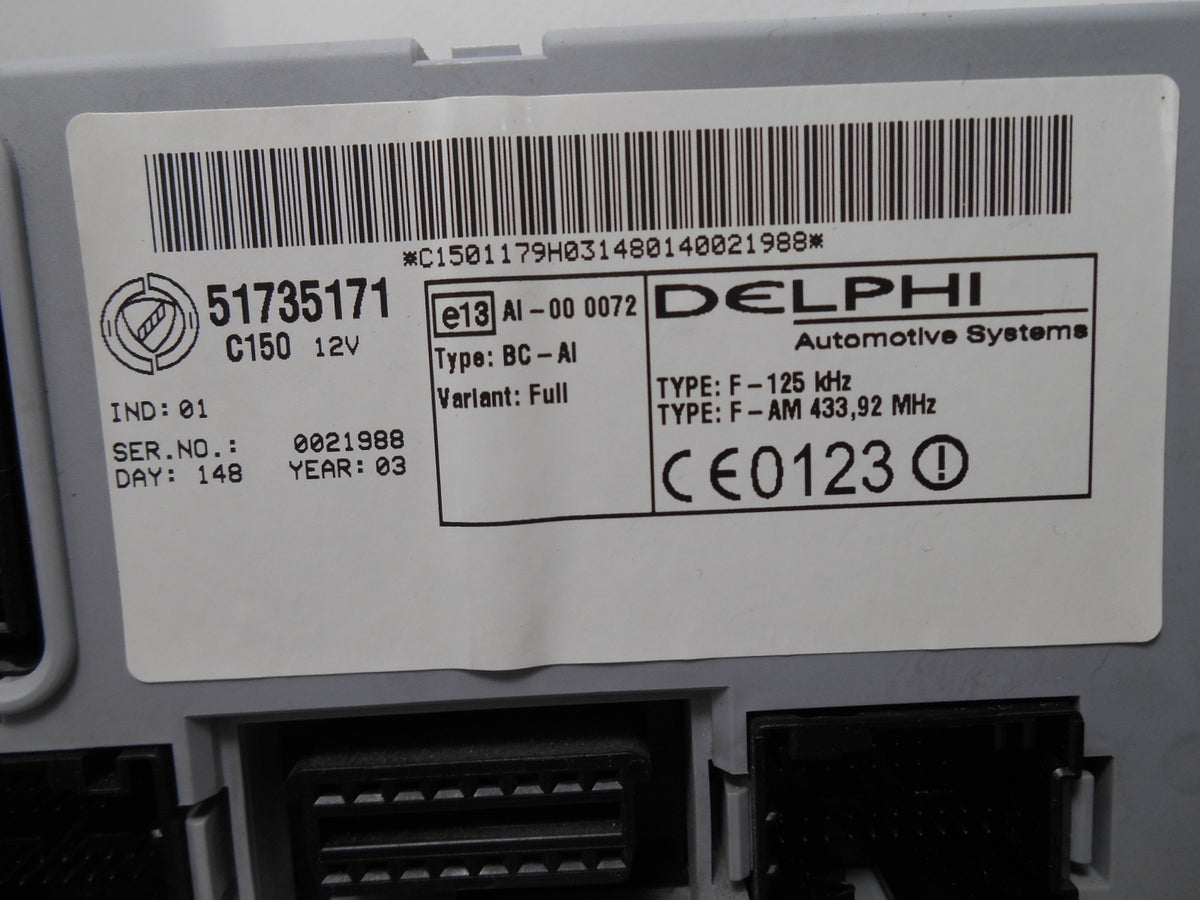 *C1501179H031480140021988*
51735171
C150 12V
IND: 01
SER.NO.: 0021988
DAY: 148 YEAR: 03
e13 AI-00 0072
Type: BC-AI
Variant: Full
DELPHI
Automotive Systems
TYPE: F-125 kHz
TYPE: F-AM 433,92 MHz
CE0123 !